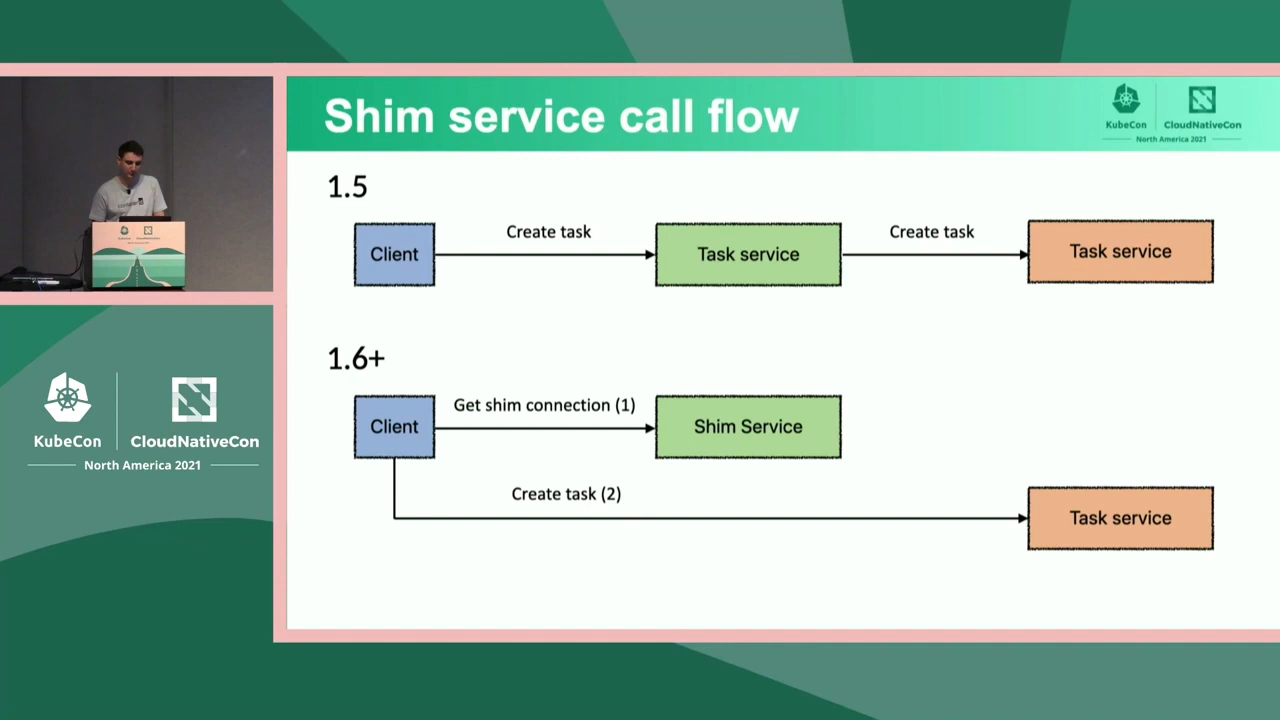 Shim service call flow
KubeCon
CloudNativeCon
North America 2021
1.5
Client
Create task
Task service
Create task
Task service
1.6+
Client
Get shim connection (1)
Shim Service
Create task (2)
Task service
KubeCon
CloudNativeCon
North America 2021